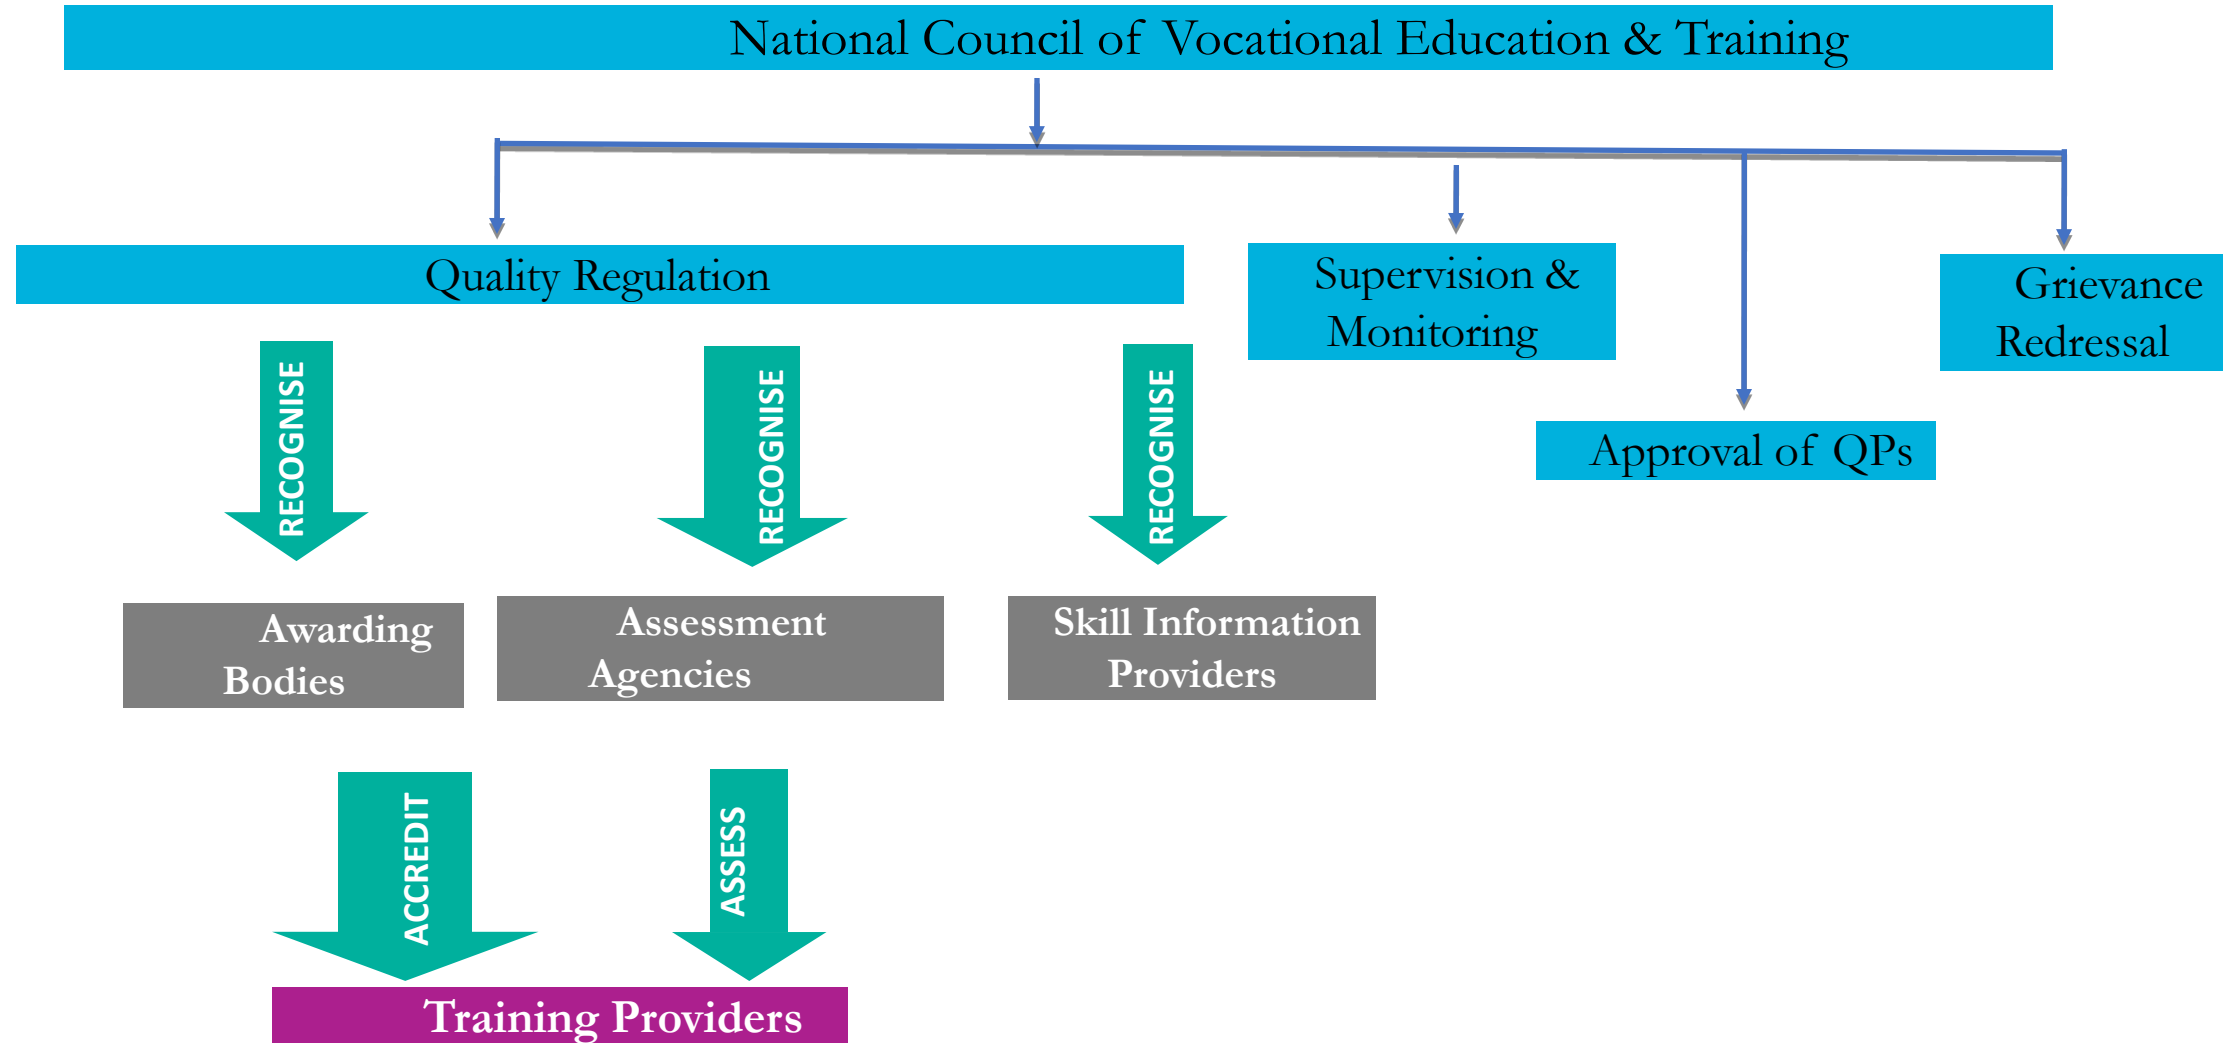 National Council of Vocational Education & Training
Quality Regulation
Supervision &
Monitoring
Grievance
Redressal
Approval of QPs
RECOGNISE
RECOGNISE
RECOGNISE
Awarding
Bodies
Assessment
Agencies
Skill Information
Providers
ACCREDIT
ASSESS
Training Providers